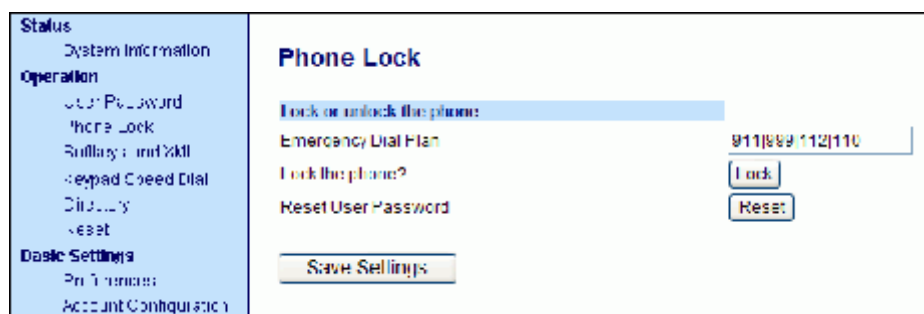 Status
System Information
Operation
User Password
Phone Lock
Softkeys and XML
Keypad Speed Dial
Directory
Reset
Basic Settings
Preferences
Account Configuration
Phone Lock
Lock or unlock the phone
Emergency Dial Plan
911|999|112|110
Lock the phone?
Lock
Reset User Password
Reset
Save Settings